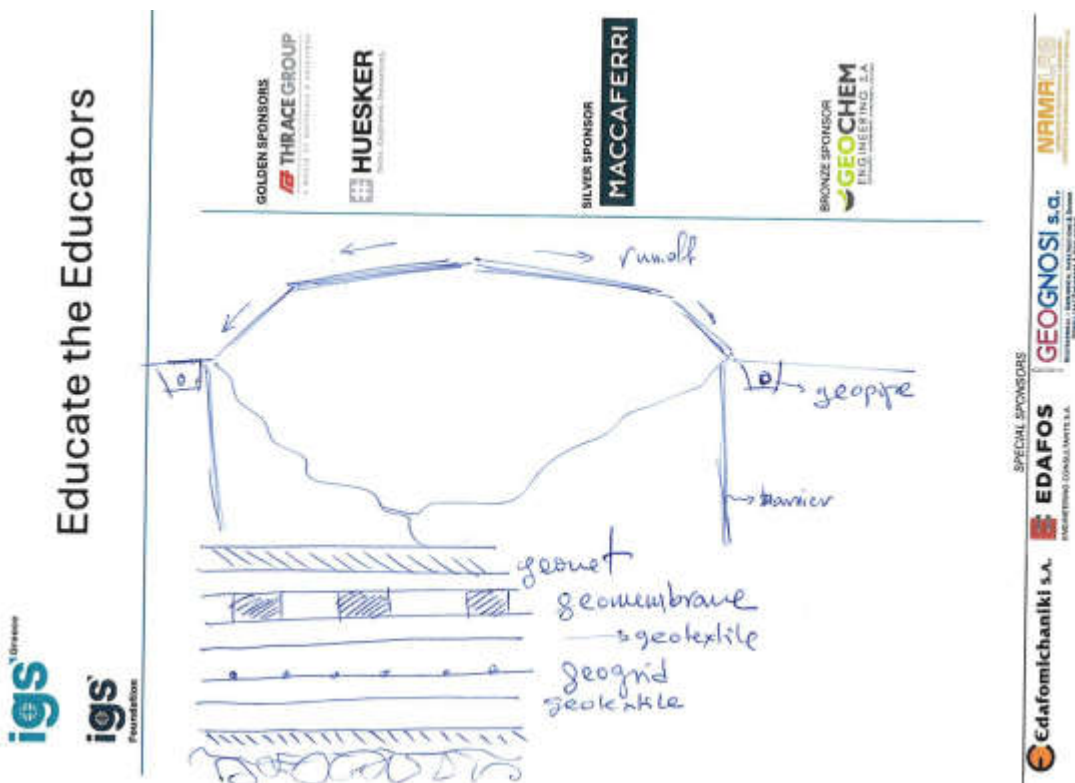 Educate the Educators
igs Greece
igs
Foundation
GOLDEN SPONSORS
THRACE GROUP
HUESKER
SILVER SPONSOR
MACCAFERRI
BRONZE SPONSOR
GEOCHEM
ENGINEERING S.A
runoff
geopipe
barrier
geonet
geomembrane
geotextile
geogrid
geotextile
SPECIAL SPONSORS
Edafomichaniki s.a.
EDAFOS
ENGINEERING CONSULTANTS S.A.
GEOGNOSI s.a.
NAMALAB